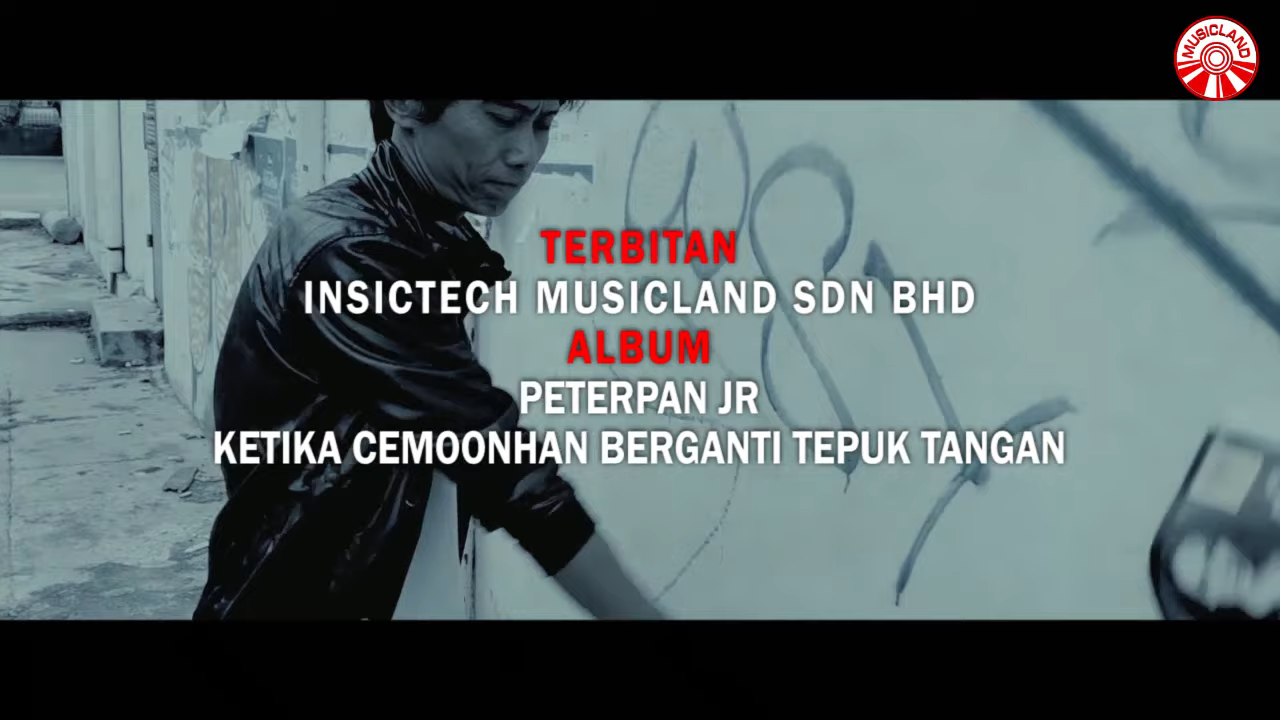 MUSICLAND
TERBITAN
INSICTECH MUSICLAND SDN BHD
ALBUM
PETERPAN JR
KETIKA CEMOONHAN BERGANTI TEPUK TANGAN